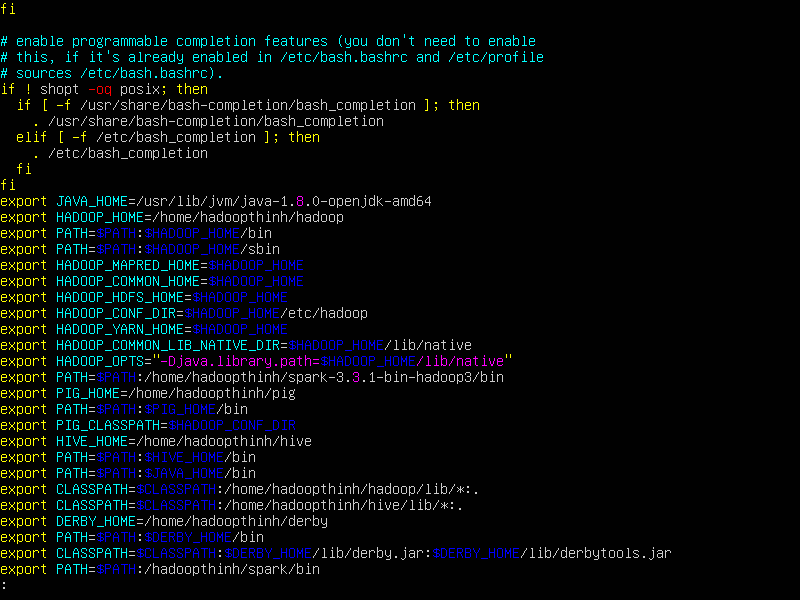 fi

# enable programmable completion features (you don't need to enable
# this, if it's already enabled in /etc/bash.bashrc and /etc/profile
# sources /etc/bash.bashrc).
if ! shopt -oq posix; then
  if [ -f /usr/share/bash-completion/bash_completion ]; then
    . /usr/share/bash-completion/bash_completion
  elif [ -f /etc/bash_completion ]; then
    . /etc/bash_completion
  fi
fi
export JAVA_HOME=/usr/lib/jvm/java-1.8.0-openjdk-amd64
export HADOOP_HOME=/home/hadoopthinh/hadoop
export PATH=$PATH:$HADOOP_HOME/bin
export PATH=$PATH:$HADOOP_HOME/sbin
export HADOOP_MAPRED_HOME=$HADOOP_HOME
export HADOOP_COMMON_HOME=$HADOOP_HOME
export HADOOP_HDFS_HOME=$HADOOP_HOME
export HADOOP_CONF_DIR=$HADOOP_HOME/etc/hadoop
export HADOOP_YARN_HOME=$HADOOP_HOME
export HADOOP_COMMON_LIB_NATIVE_DIR=$HADOOP_HOME/lib/native
export HADOOP_OPTS="-Djava.library.path=$HADOOP_HOME/lib/native"
export PATH=$PATH:/home/hadoopthinh/spark-3.3.1-bin-hadoop3/bin
export PIG_HOME=/home/hadoopthinh/pig
export PATH=$PATH:$PIG_HOME/bin
export PIG_CLASSPATH=$HADOOP_CONF_DIR
export HIVE_HOME=/home/hadoopthinh/hive
export PATH=$PATH:$HIVE_HOME/bin
export PATH=$PATH:$JAVA_HOME/bin
export CLASSPATH=$CLASSPATH:/home/hadoopthinh/hadoop/lib/*:.
export CLASSPATH=$CLASSPATH:/home/hadoopthinh/hive/lib/*:.
export DERBY_HOME=/home/hadoopthinh/derby
export PATH=$PATH:$DERBY_HOME/bin
export CLASSPATH=$CLASSPATH:$DERBY_HOME/lib/derby.jar:$DERBY_HOME/lib/derbytools.jar
export PATH=$PATH:/hadoopthinh/spark/bin
: